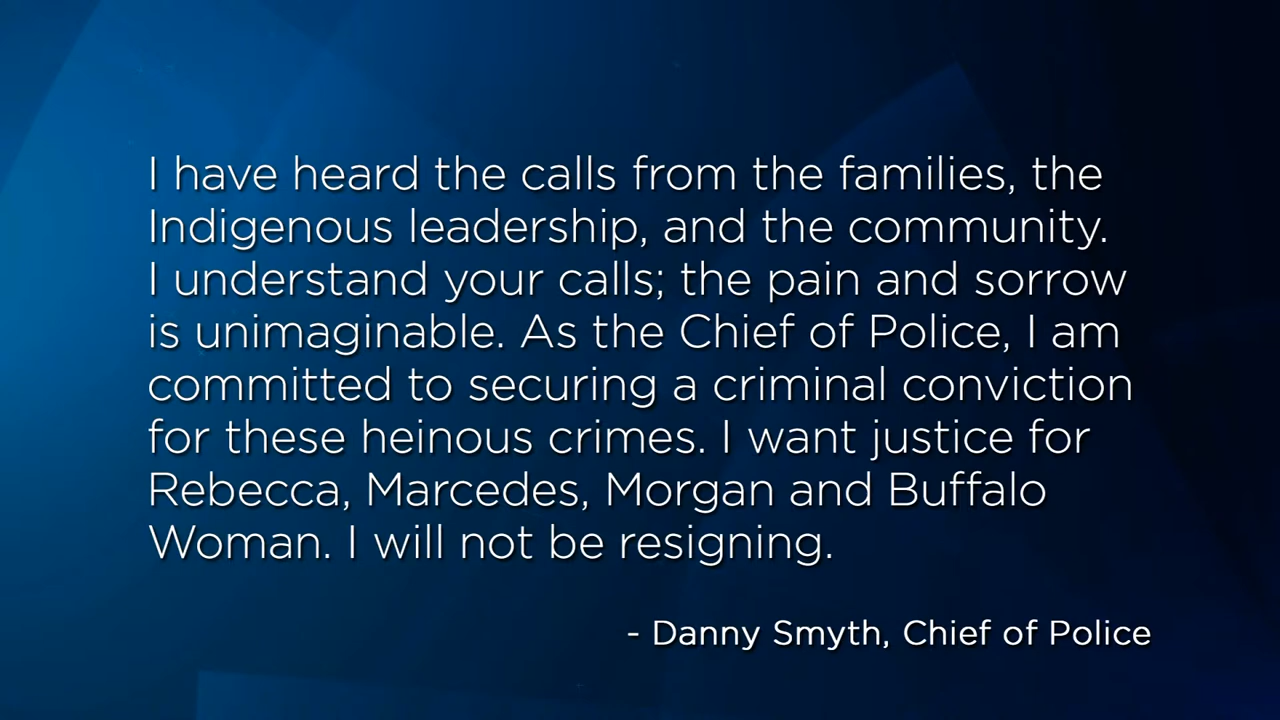 I have heard the calls from the families, the
Indigenous leadership, and the community.
I understand your calls; the pain and sorrow
is unimaginable. As the Chief of Police, I am
committed to securing a criminal conviction
for these heinous crimes. I want justice for
Rebecca, Marcedes, Morgan and Buffalo
Woman. I will not be resigning.
- Danny Smyth, Chief of Police